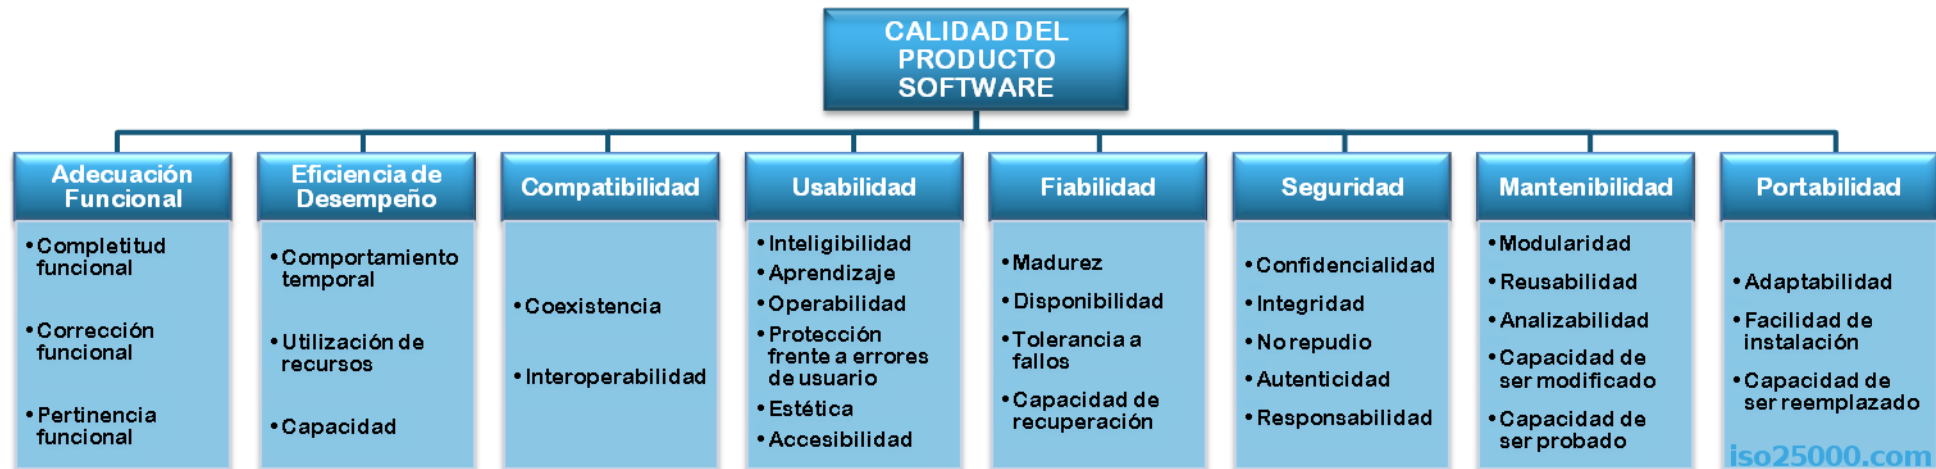 CALIDAD DEL
PRODUCTO
SOFTWARE
Adecuación
Funcional
• Completitud
funcional
• Corrección
funcional
• Pertinencia
funcional
Eficiencia de
Desempeño
• Comportamiento
temporal
• Utilización de
recursos
• Capacidad
Compatibilidad
• Coexistencia
• Interoperabilidad
Usabilidad
• Inteligibilidad
• Aprendizaje
• Operabilidad
• Protección
frente a errores
de usuario
• Estética
• Accesibilidad
Fiabilidad
• Madurez
• Disponibilidad
• Tolerancia a
fallos
• Capacidad de
recuperación
Seguridad
• Confidencialidad
• Integridad
• No repudio
• Autenticidad
• Responsabilidad
Mantenibilidad
• Modularidad
• Reusabilidad
• Analizabilidad
• Capacidad de
ser modificado
• Capacidad de
ser probado
Portabilidad
• Adaptabilidad
• Facilidad de
instalación
• Capacidad de
ser reemplazado
iso25000.com